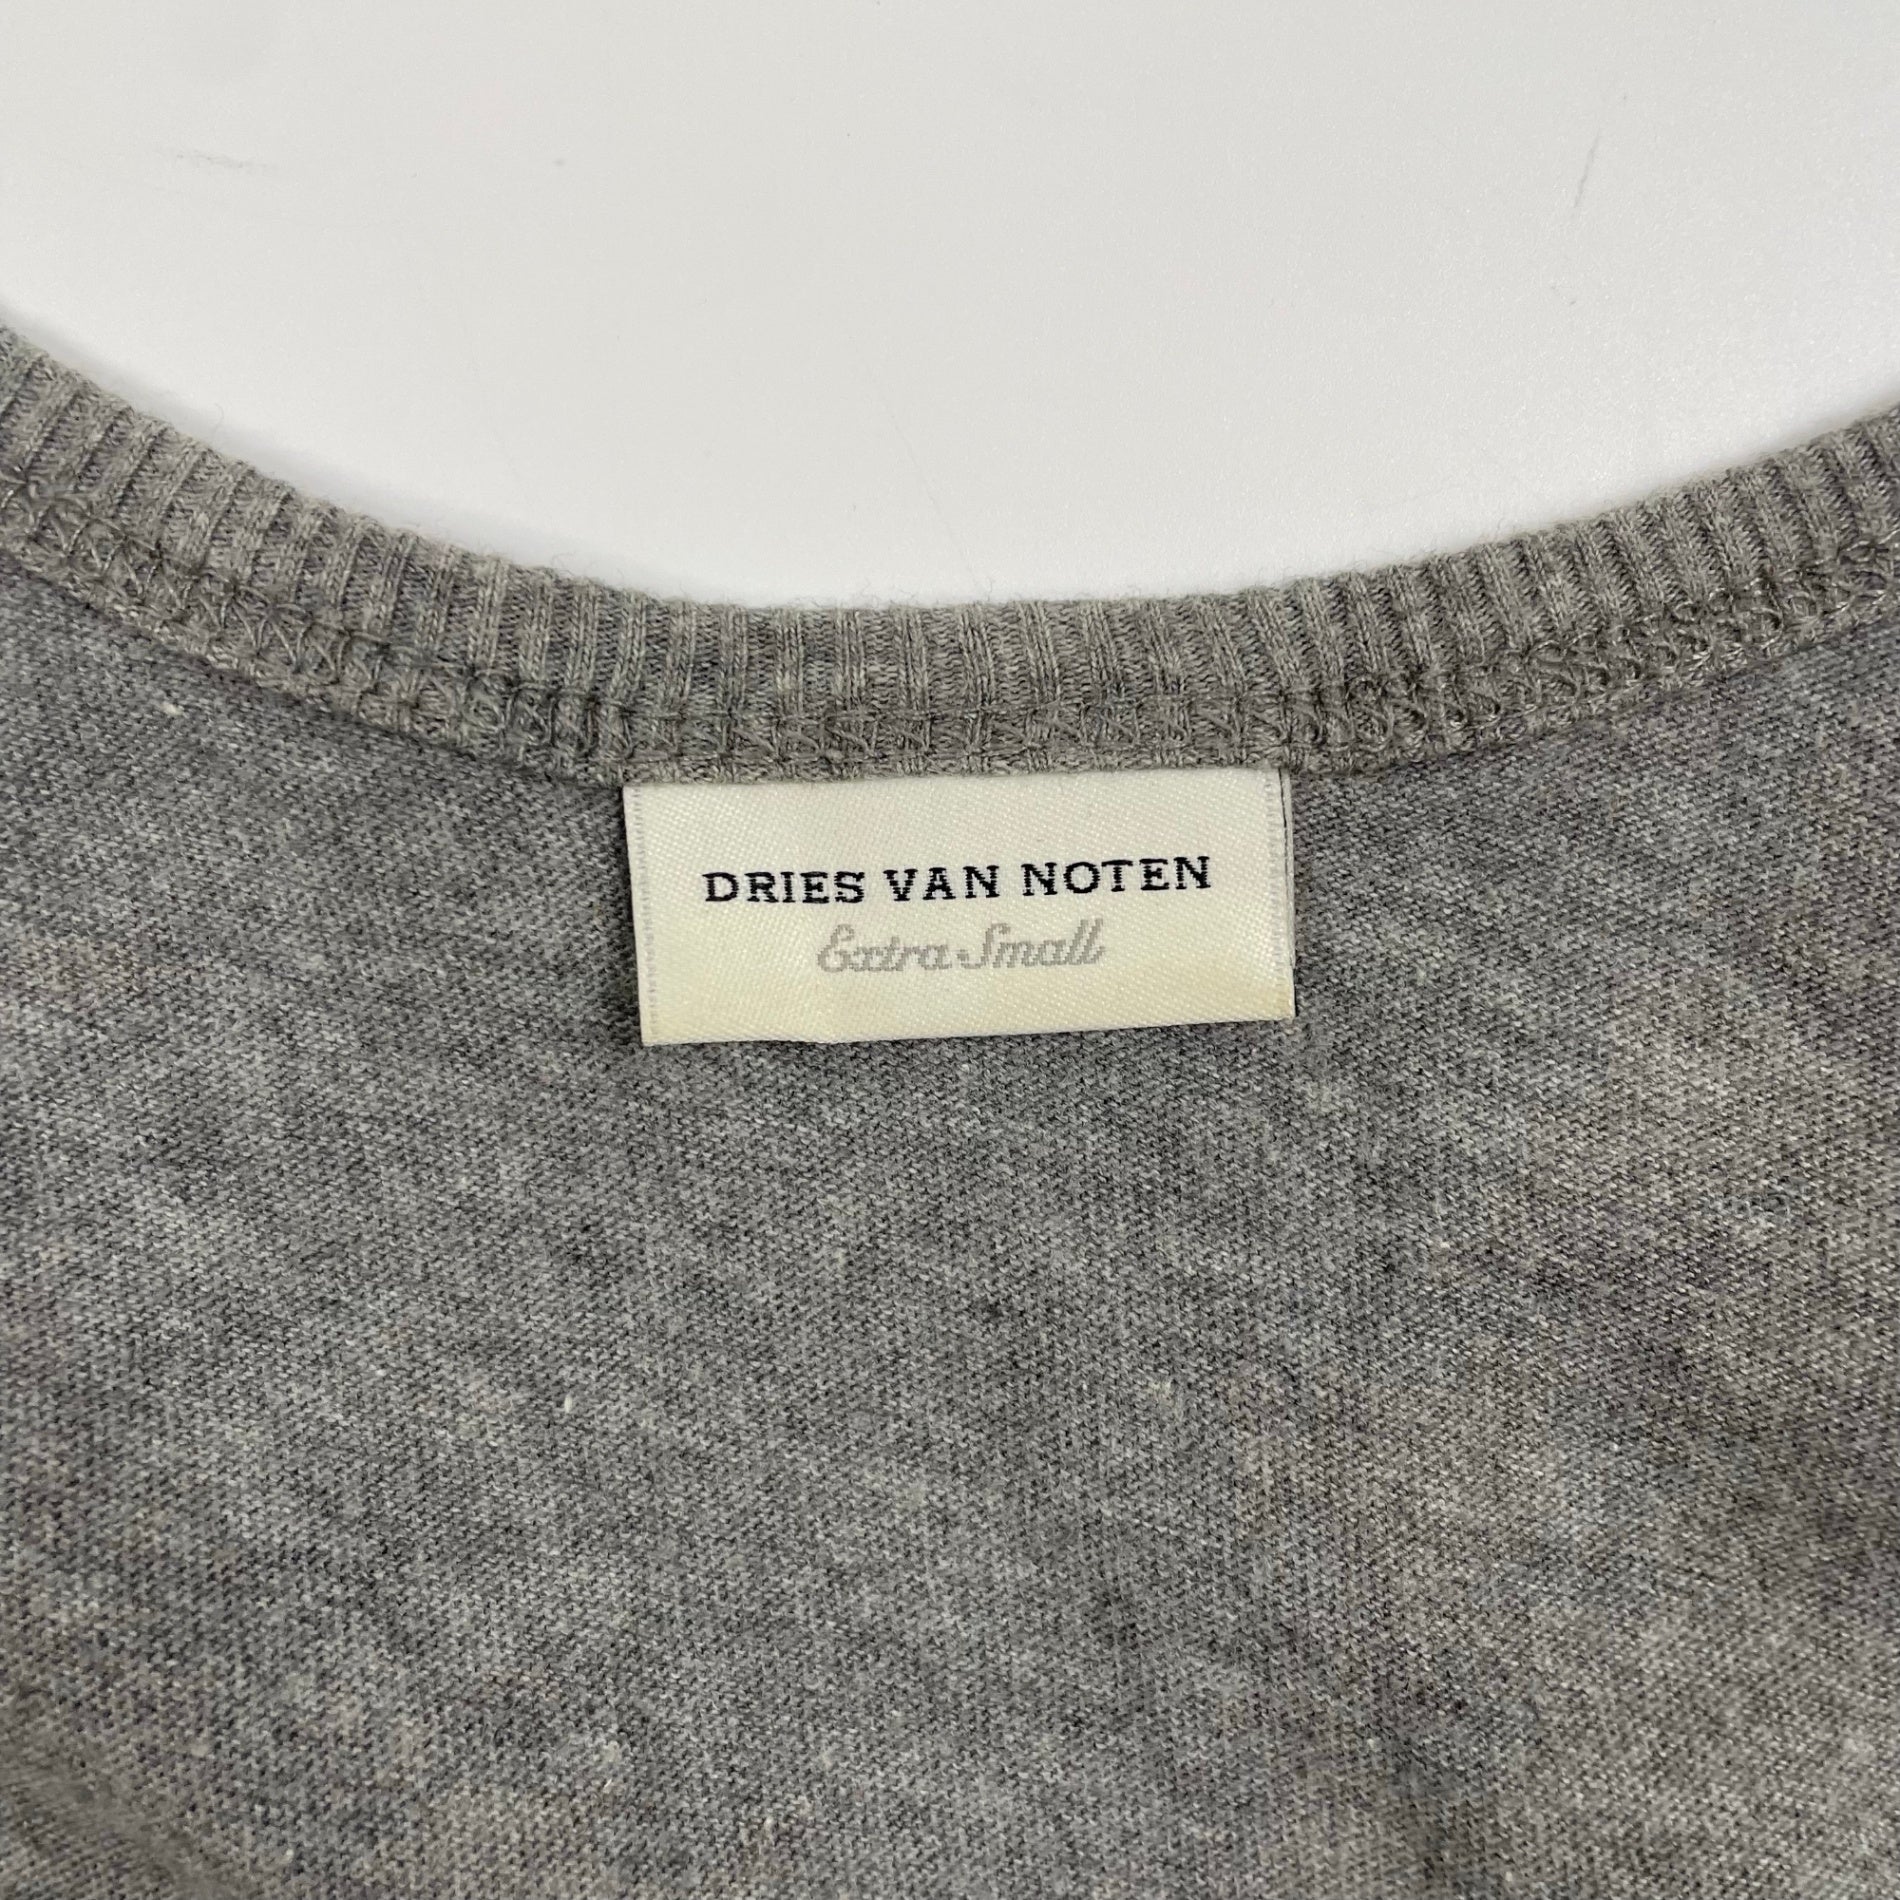 DRIES VAN NOTEN
Extra Small